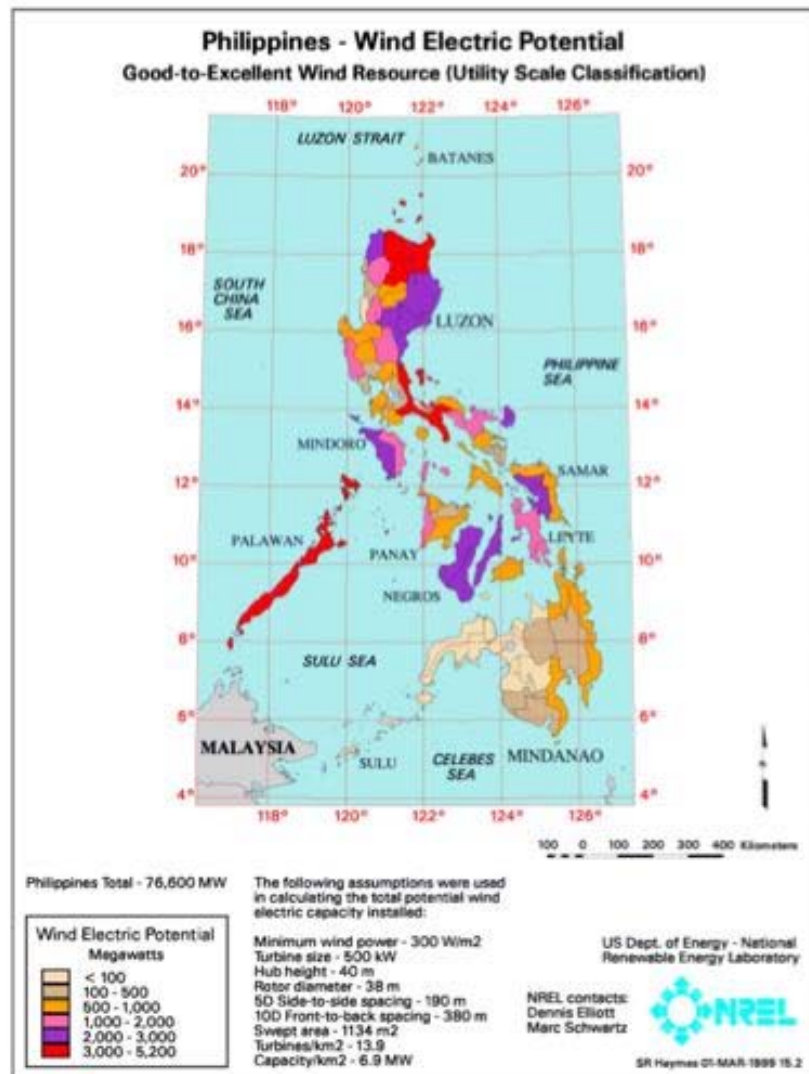 Philippines - Wind Electric Potential
Good-to-Excellent Wind Resource (Utility Scale Classification)
118° 120° 122° 124° 126°
LUZON STRAIT
BATANES
20° 20°
18° 18°
SOUTH
CHINA
SEA
LUZON
16° 16°
PHILIPPINE
SEA
14° 14°
MINDORO
SAMAR
12° 12°
PALAWAN
PANAY
LEYTE
10° 10°
NEGROS
8° 8°
SULU SEA
6° 6°
MALAYSIA
SULU
CELEBES
SEA
MINDANAO
4° 4°
118° 120° 122° 124° 126°
100 0 100 200 300 400 Kilometers
Philippines Total - 76,600 MW
Wind Electric Potential
Megawatts
< 100
100 - 500
500 - 1,000
1,000 - 2,000
2,000 - 3,000
3,000 - 5,200
The following assumptions were used
in calculating the total potential wind
electric capacity installed:
Minimum wind power - 300 W/m2
Turbine size - 500 kW
Hub height - 40 m
Rotor diameter - 38 m
5D Side-to-side spacing - 190 m
10D Front-to-back spacing - 380 m
Swept area - 1134 m2
Turbines/km2 - 13.9
Capacity/km2 - 6.9 MW
US Dept. of Energy - National
Renewable Energy Laboratory
NREL contacts:
Dennis Elliott
Marc Schwartz
NREL
SR Haymes 01-MAR-1999 15.2